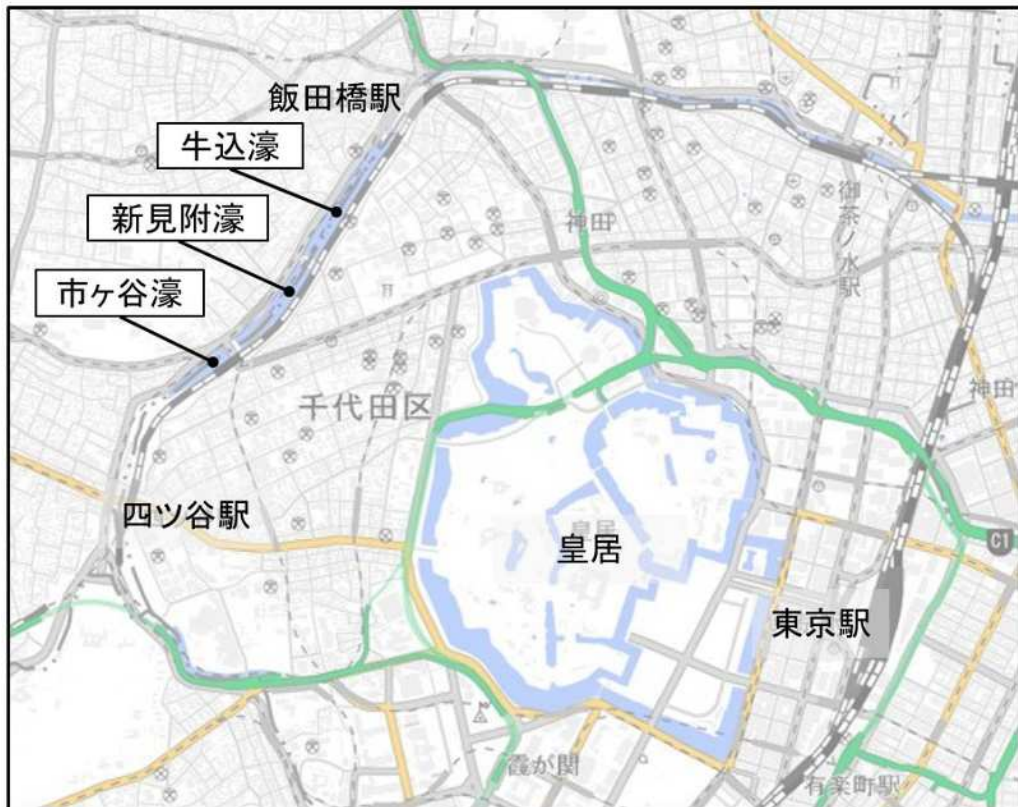 飯田橋駅
牛込濠
新見附濠
市ヶ谷濠
神田
御茶ノ水駅
千代田区
神田
四ツ谷駅
皇居
皇居
C1
東京駅
霞が関
有楽町駅